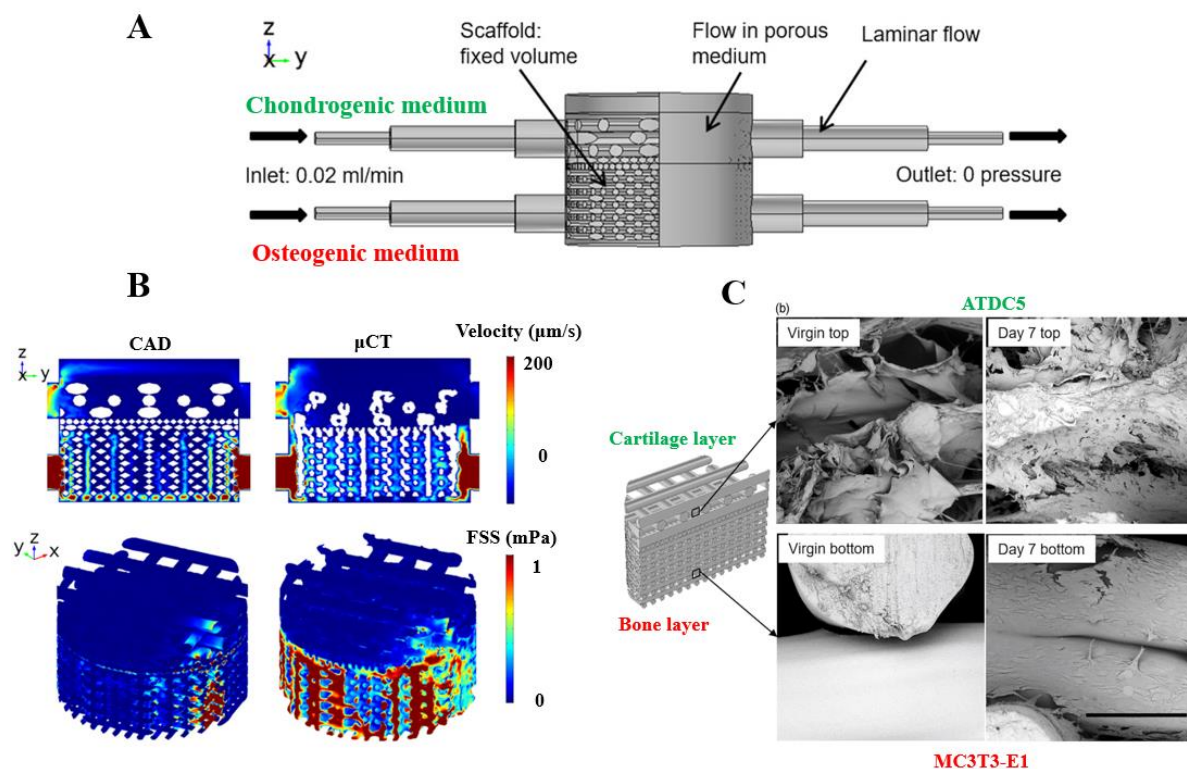 A
z
x y
Scaffold:
fixed volume
Flow in porous
medium
Laminar flow
Chondrogenic medium
Inlet: 0.02 ml/min
Outlet: 0 pressure
Osteogenic medium
B
Velocity (μm/s)
CAD
μCT
z
x y
200
0
FSS (mPa)
z
y x
1
0
C
ATDC5
(b)
Virgin top
Day 7 top
Cartilage layer
Virgin bottom
Day 7 bottom
Bone layer
MC3T3-E1